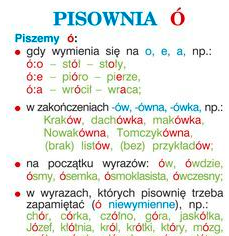 PISOWNIA Ó
Piszemy ó:
• gdy wymienia się na o, e, a, np.:
ó:o – stół – stoły,
ó:e – pióro – pierze,
ó:a – wrócił – wraca;
• w zakończeniach -ów, -ówna, -ówka, np.:
Kraków, dachówka, makówka,
Nowakówna, Tomczykówna,
(brak) listów, (bez) przykładów;
• na początku wyrazów: ów, ówdzie,
ósmy, ósemka, ósmoklasista, ówczesny;
• w wyrazach, których pisownię trzeba
zapamiętać (ó niewymienne), np.:
chór, córka, czółno, góra, jaskółka,
Józef, kłótnia, król, królik, który, mózg,